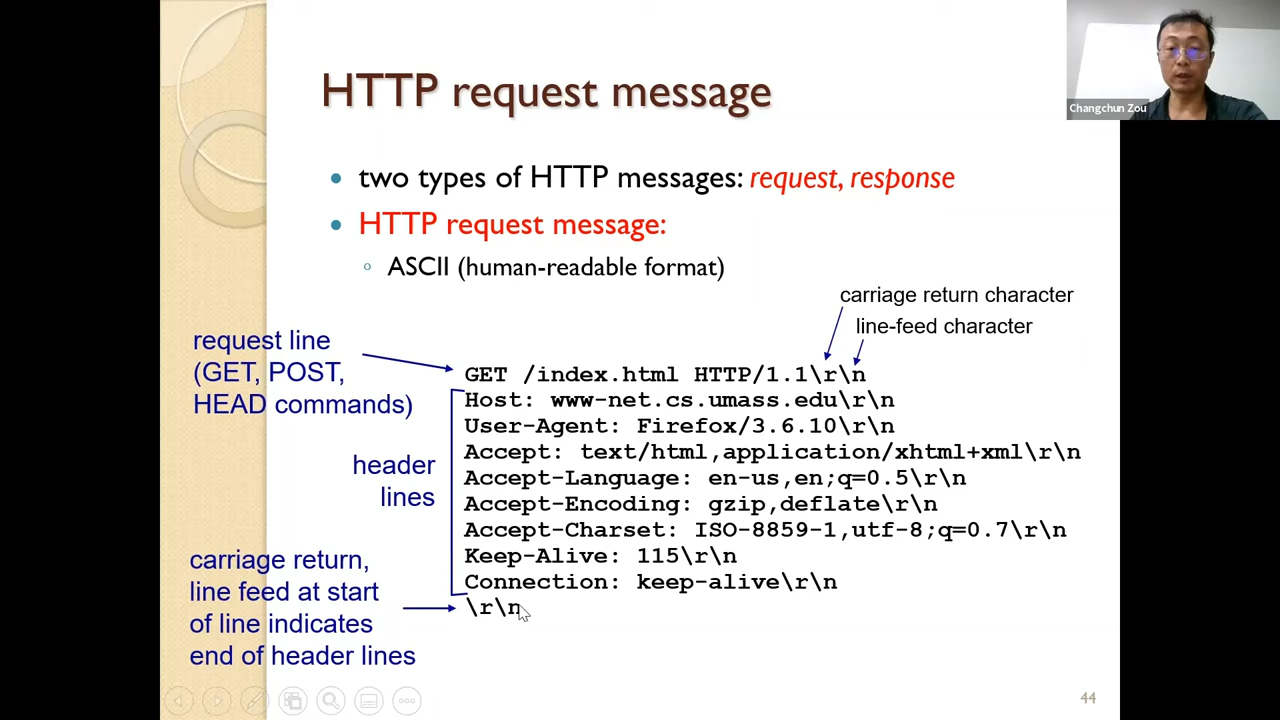 HTTP request message
Changchun Zou
• two types of HTTP messages: request, response
• HTTP request message:
◦ ASCII (human-readable format)
carriage return character
line-feed character
request line
(GET, POST,
HEAD commands)
GET /index.html HTTP/1.1\r\n
Host: www-net.cs.umass.edu\r\n
User-Agent: Firefox/3.6.10\r\n
Accept: text/html,application/xhtml+xml\r\n
Accept-Language: en-us,en;q=0.5\r\n
Accept-Encoding: gzip,deflate\r\n
Accept-Charset: ISO-8859-1,utf-8;q=0.7\r\n
Keep-Alive: 115\r\n
Connection: keep-alive\r\n
\r\n
header
lines
carriage return,
line feed at start
of line indicates
end of header lines
44